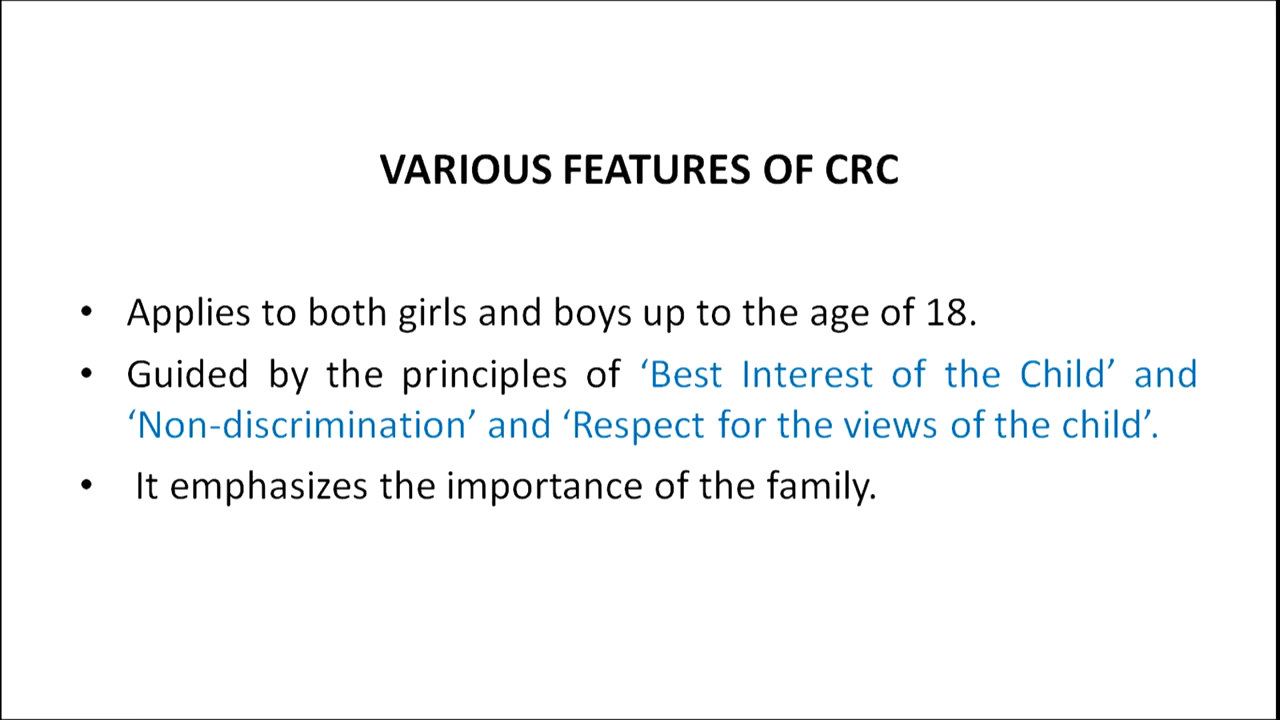 VARIOUS FEATURES OF CRC
• Applies to both girls and boys up to the age of 18.
• Guided by the principles of ‘Best Interest of the Child’ and
‘Non-discrimination’ and ‘Respect for the views of the child’.
• It emphasizes the importance of the family.